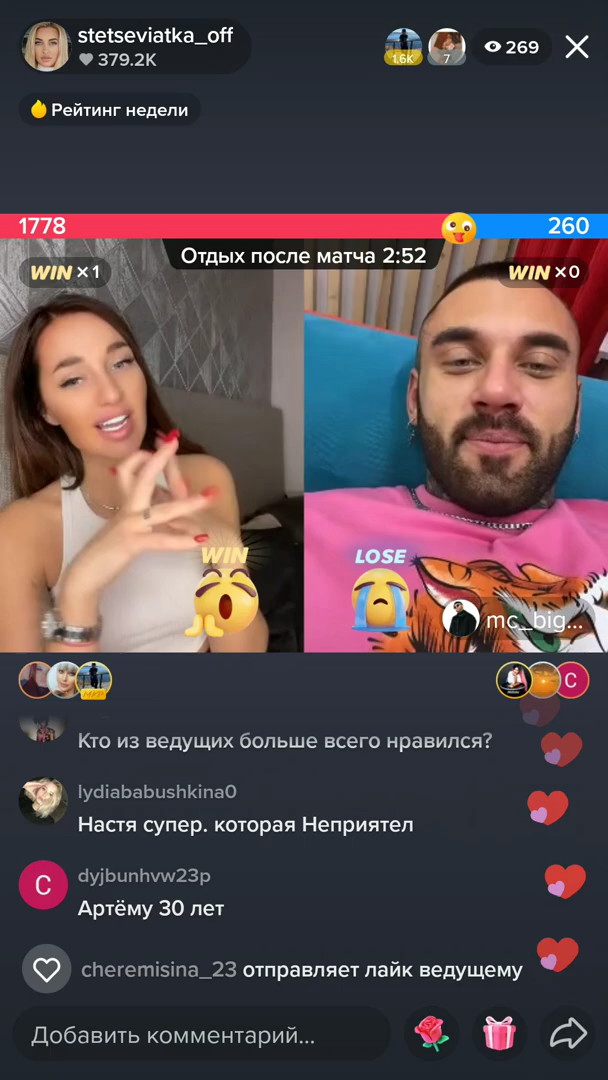 stetseviatka_off
379.2K
1.6K
7
269
Рейтинг недели
1778
260
Отдых после матча 2:52
WIN x1
WIN x0
WIN
LOSE
mc_big...
C
Кто из ведущих больше всего нравился?
lydiababushkina0
Настя супер. которая Неприятел
C
dyjbunhvw23p
Артёму 30 лет
cheremisina_23 отправляет лайк ведущему
Добавить комментарий...